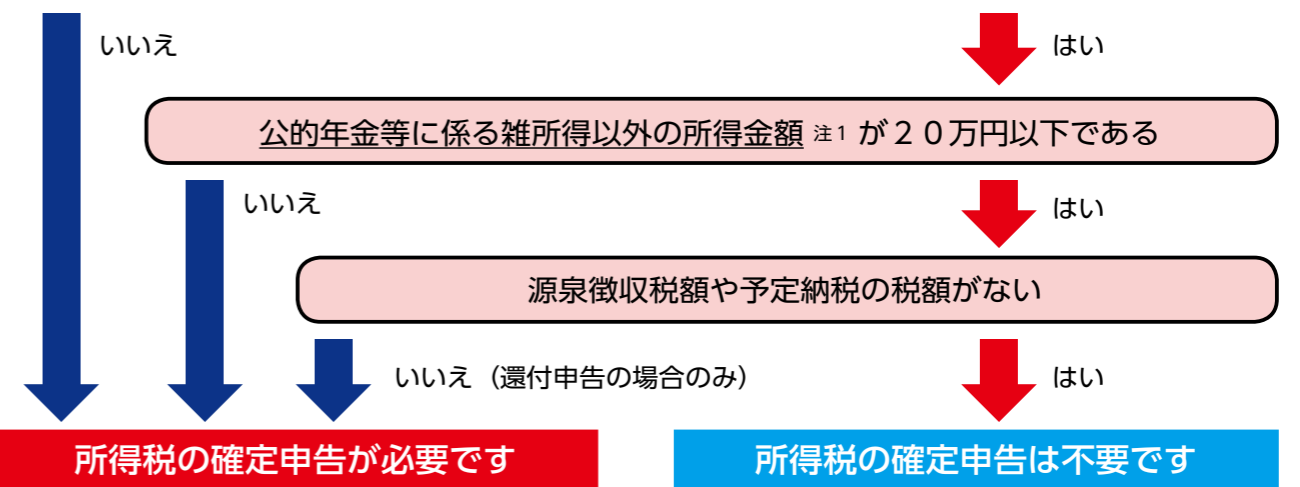 いいえ
はい
公的年金等に係る雑所得以外の所得金額 注1 が20万円以下である
いいえ
はい
源泉徴収税額や予定納税の税額がない
いいえ（還付申告の場合のみ）
はい
所得税の確定申告が必要です
所得税の確定申告は不要です